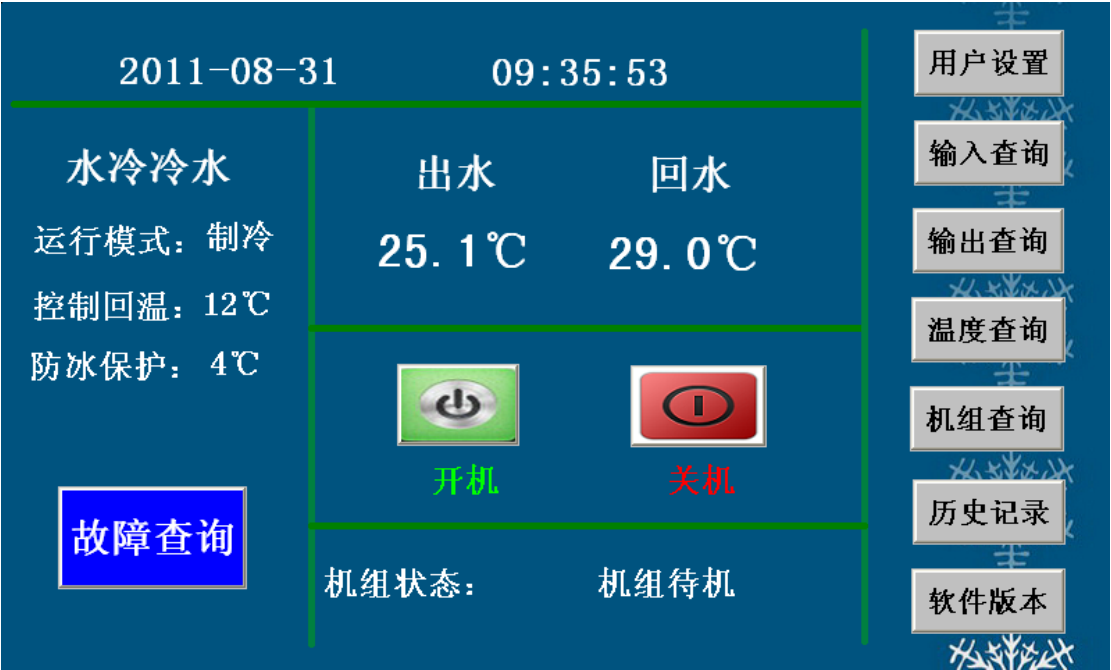 2011-08-31 09:35:53
水冷冷水
运行模式：制冷
控制回温：12℃
防冰保护：4℃
故障查询
出水 回水
25.1℃ 29.0℃
开机 关机
机组状态： 机组待机
用户设置
输入查询
输出查询
温度查询
机组查询
历史记录
软件版本